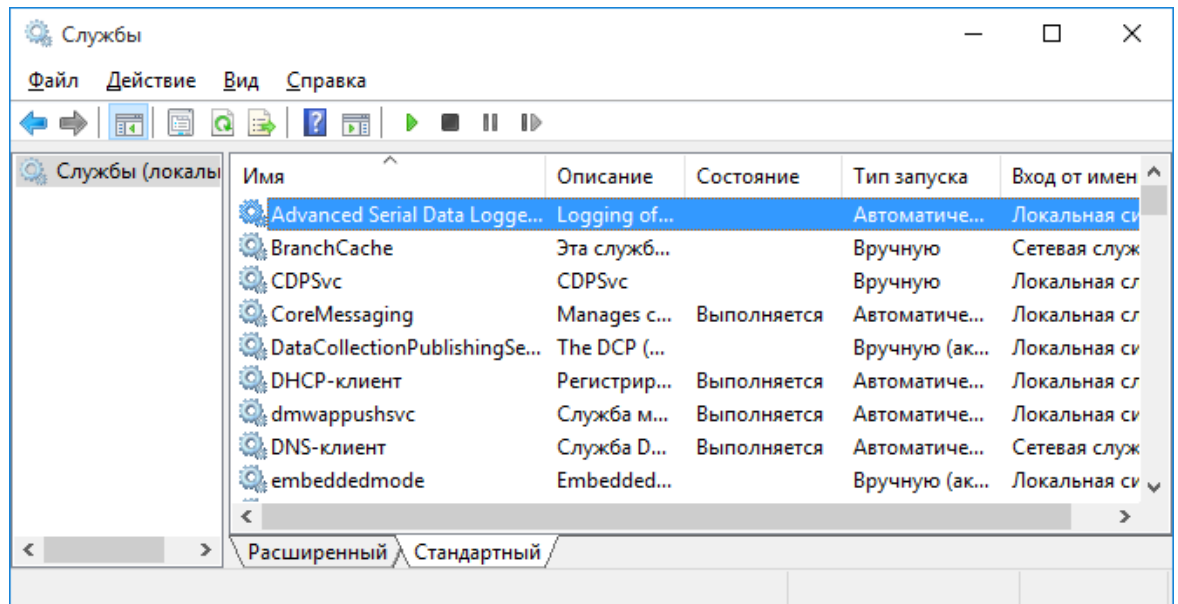 Службы
Файл Действие Вид Справка
Службы (локалы
Имя Описание Состояние Тип запуска Вход от имен
Advanced Serial Data Logge... Logging of... Автоматиче... Локальная си
BranchCache Эта служб... Вручную Сетевая служ
CDPSvc CDPSvc Вручную Локальная сл
CoreMessaging Manages c... Выполняется Автоматиче... Локальная сл
DataCollectionPublishingSe... The DCP (... Вручную (ак... Локальная си
DHCP-клиент Регистрир... Выполняется Автоматиче... Локальная сл
dmwappushsvc Служба м... Выполняется Автоматиче... Локальная си
DNS-клиент Служба D... Выполняется Автоматиче... Сетевая служ
embeddedmode Embedded... Вручную (ак... Локальная си
Расширенный Стандартный